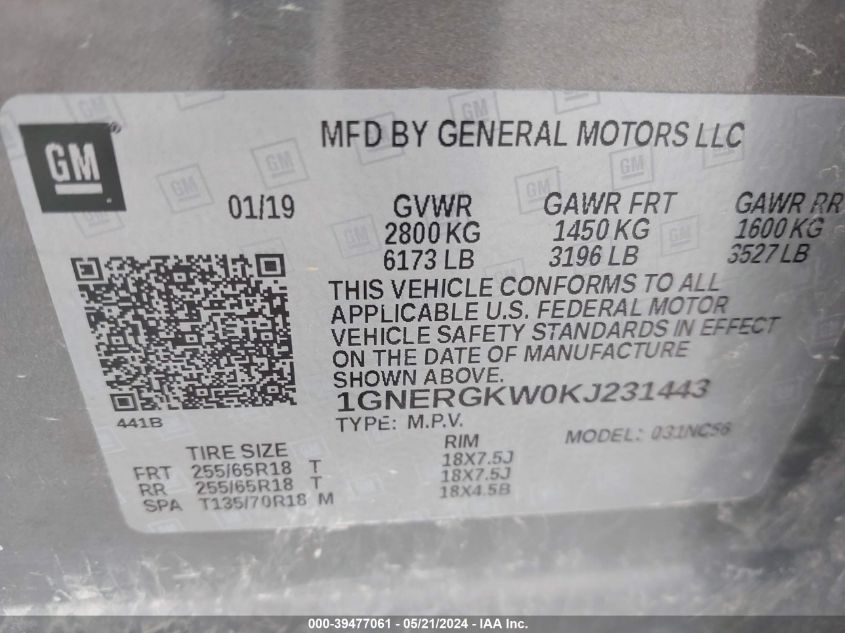 GM
MFD BY GENERAL MOTORS LLC
01/19 GVWR GAWR FRT GAWR RR
2800 KG 1450 KG 1600 KG
6173 LB 3196 LB 3527 LB
THIS VEHICLE CONFORMS TO ALL
APPLICABLE U.S. FEDERAL MOTOR
VEHICLE SAFETY STANDARDS IN EFFECT
ON THE DATE OF MANUFACTURE
SHOWN ABOVE.
1GNERGKW0KJ231443
441B
TYPE: M.P.V. MODEL: 031NC56
TIRE SIZE RIM
FRT 255/65R18 T 18X7.5J
RR 255/65R18 T 18X7.5J
SPA T135/70R18 M 18X4.5B
000-39477061 - 05/21/2024 - IAA Inc.